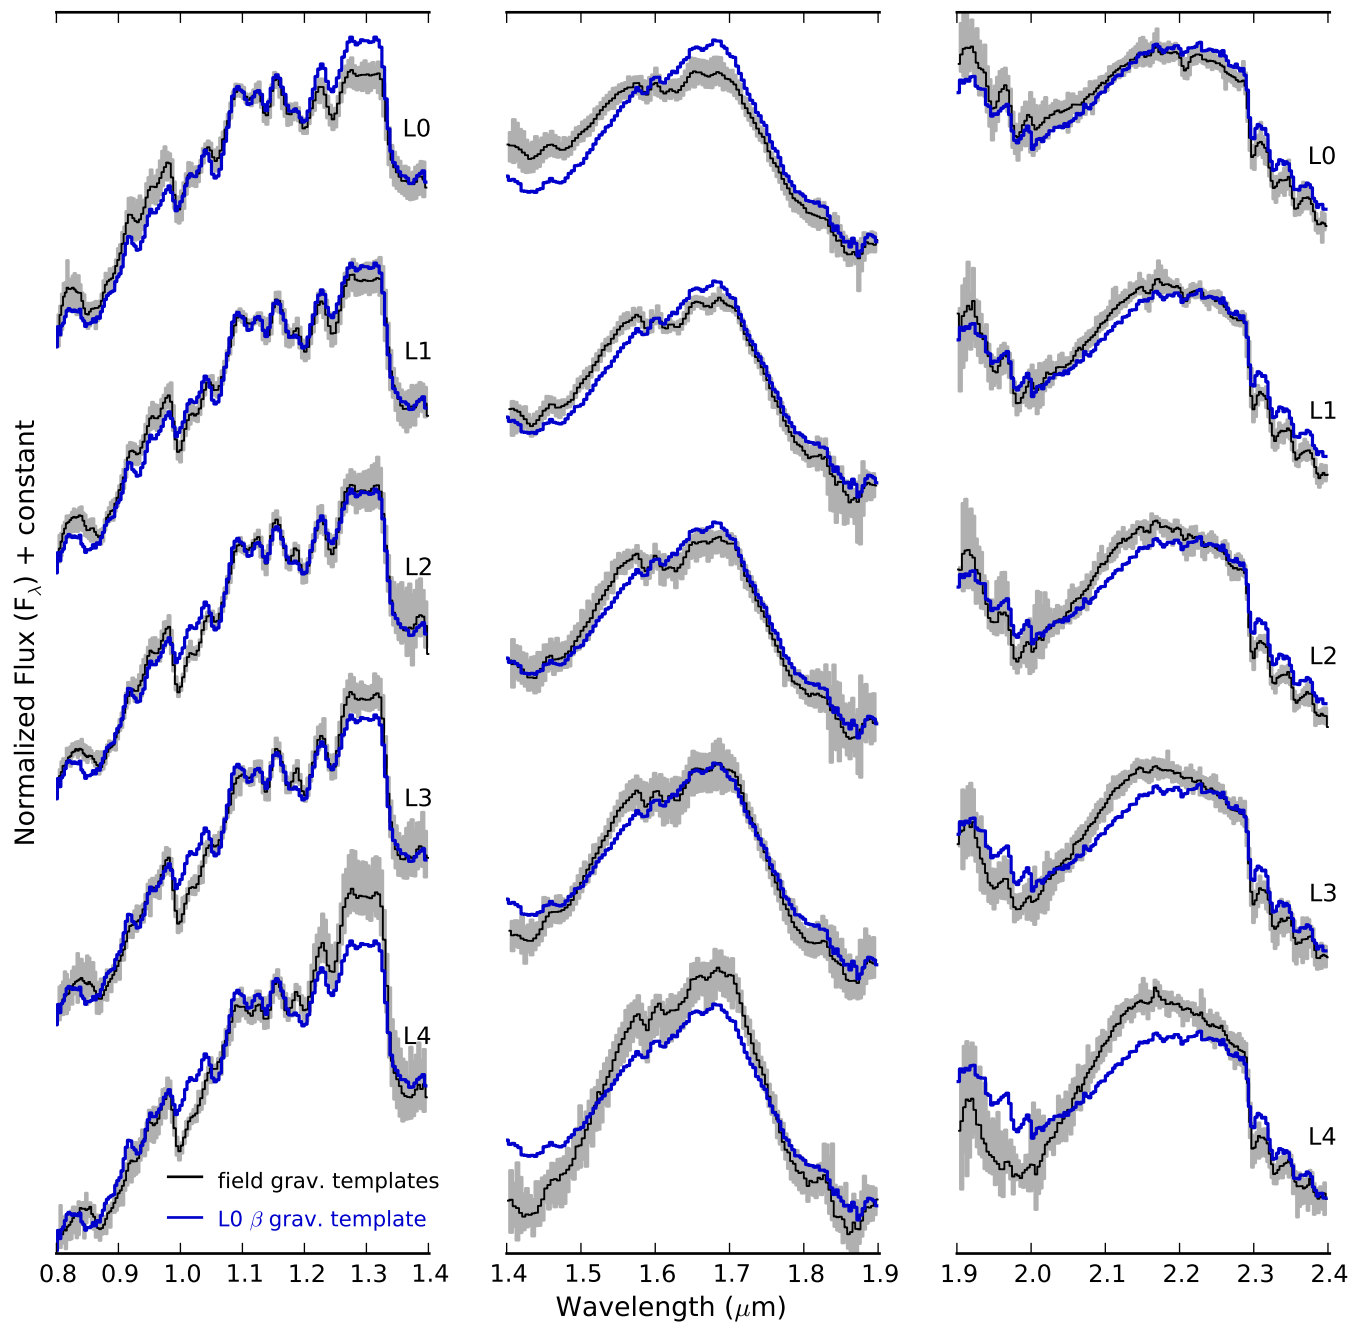 L0
L0
L1
L1
L2
L2
L3
L3
L4
L4
Normalized Flux (Fλ) + constant
field grav. templates
L0 β grav. template
0.8 0.9 1.0 1.1 1.2 1.3 1.4 1.4 1.5 1.6 1.7 1.8 1.9 1.9 2.0 2.1 2.2 2.3 2.4
Wavelength (μm)